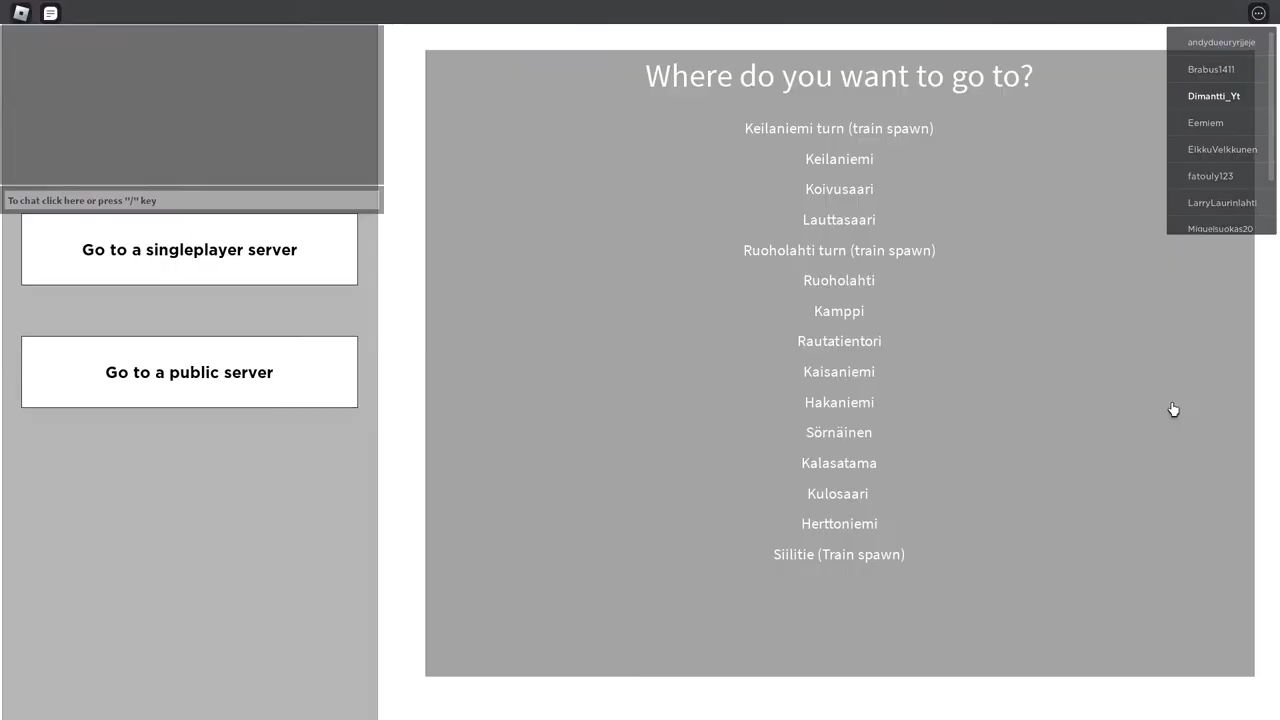 To chat click here or press "/" key
Go to a singleplayer server
Go to a public server
Where do you want to go to?
Keilaniemi turn (train spawn)
Keilaniemi
Koivusaari
Lauttasaari
Ruoholahti turn (train spawn)
Ruoholahti
Kamppi
Rautatientori
Kaisaniemi
Hakaniemi
Sörnäinen
Kalasatama
Kulosaari
Herttoniemi
Siilitie (Train spawn)
andydueuryrjjeje
Brabus1411
Dimantti_Yt
Eemiem
ElkkuVelkkunen
fatouly123
LarryLaurinlahti
Miguelsuokas20